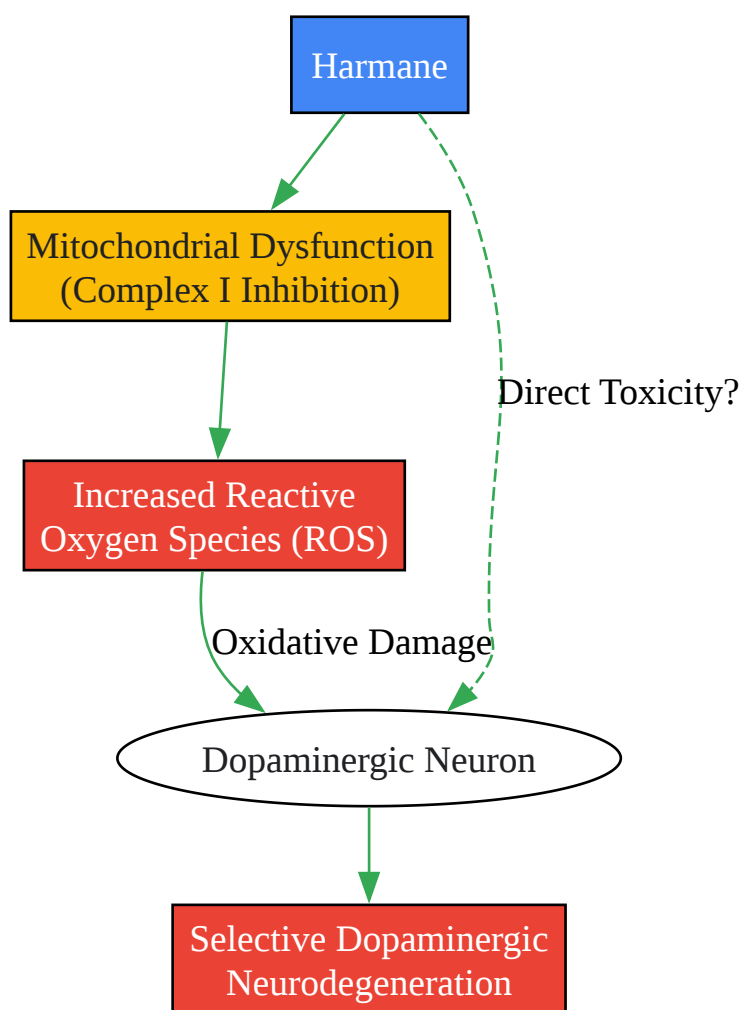 Harmane
Mitochondrial Dysfunction
(Complex I Inhibition)
Direct Toxicity?
Increased Reactive
Oxygen Species (ROS)
Oxidative Damage
Dopaminergic Neuron
Selective Dopaminergic
Neurodegeneration